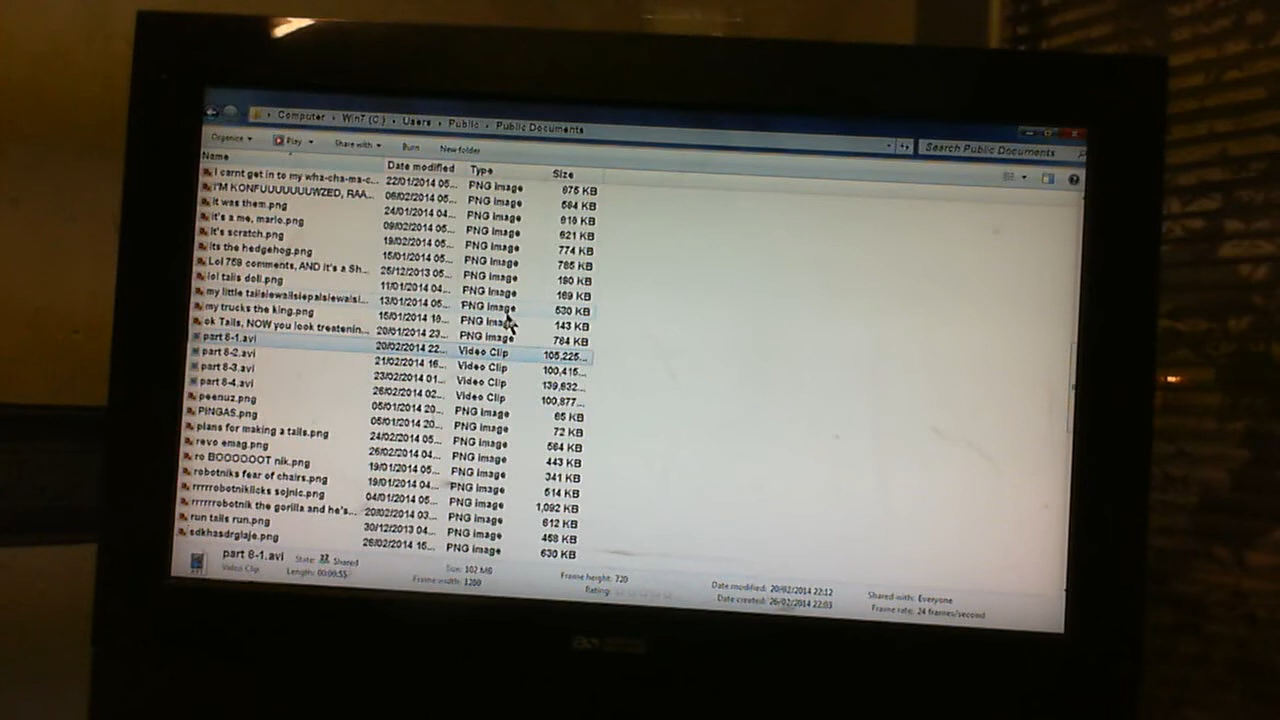 Computer Win7 (C:) Users Public Public Documents
Search Public Documents
Organize Play Share with Burn New folder
Name Date modified Type Size
I carnt get in to my wha-cha-ma-c... 22/01/2014 05... PNG Image 875 KB
I'M KONFUUUUUUUWZED, RAA... 06/02/2014 05... PNG Image 584 KB
it was them.png 24/01/2014 04... PNG Image 616 KB
it's a me, mario.png 09/02/2014 05... PNG Image 621 KB
it's scratch.png 19/02/2014 05... PNG Image 774 KB
its the hedgehog.png 15/01/2014 05... PNG Image 785 KB
Lol 759 comments, AND it's a Sh... 25/12/2013 05... PNG Image 190 KB
lol tails doll.png 11/01/2014 04... PNG Image 169 KB
my little tailsiewailsiepalsiewalsi... 13/01/2014 05... PNG Image 530 KB
my trucks the king.png 15/01/2014 18... PNG Image 143 KB
ok Tails, NOW you look treatenin... 20/01/2014 23... PNG Image 784 KB
part 8-1.avi 20/02/2014 22... Video Clip 105,225...
part 8-2.avi 21/02/2014 16... Video Clip 100,415...
part 8-3.avi 23/02/2014 01... Video Clip 139,632...
part 8-4.avi 26/02/2014 02... Video Clip 100,877...
peenuz.png 05/01/2014 20... PNG Image 65 KB
PINGAS.png 05/01/2014 20... PNG Image 72 KB
plans for making a tails.png 24/02/2014 05... PNG Image 564 KB
revo emag.png 26/02/2014 04... PNG Image 443 KB
ro BOOOOOOT nik.png 19/01/2014 05... PNG Image 341 KB
robotniks fear of chairs.png 19/01/2014 04... PNG Image 514 KB
rrrrrrobotniklicks sojnic.png 04/01/2014 05... PNG Image 1,092 KB
rrrrrrobotnik the gorilla and he's... 20/02/2014 03... PNG Image 612 KB
run tails run.png 30/12/2013 04... PNG Image 458 KB
sdkhasdrglaje.png 26/02/2014 15... PNG Image 630 KB
part 8-1.avi State: Shared Size: 102 MB Frame height: 720 Date modified: 20/02/2014 22:12 Shared with: Everyone
Video Clip Length: 00:00:55 Frame width: 1280 Rating: Date created: 26/02/2014 22:03 Frame rate: 24 frames/second